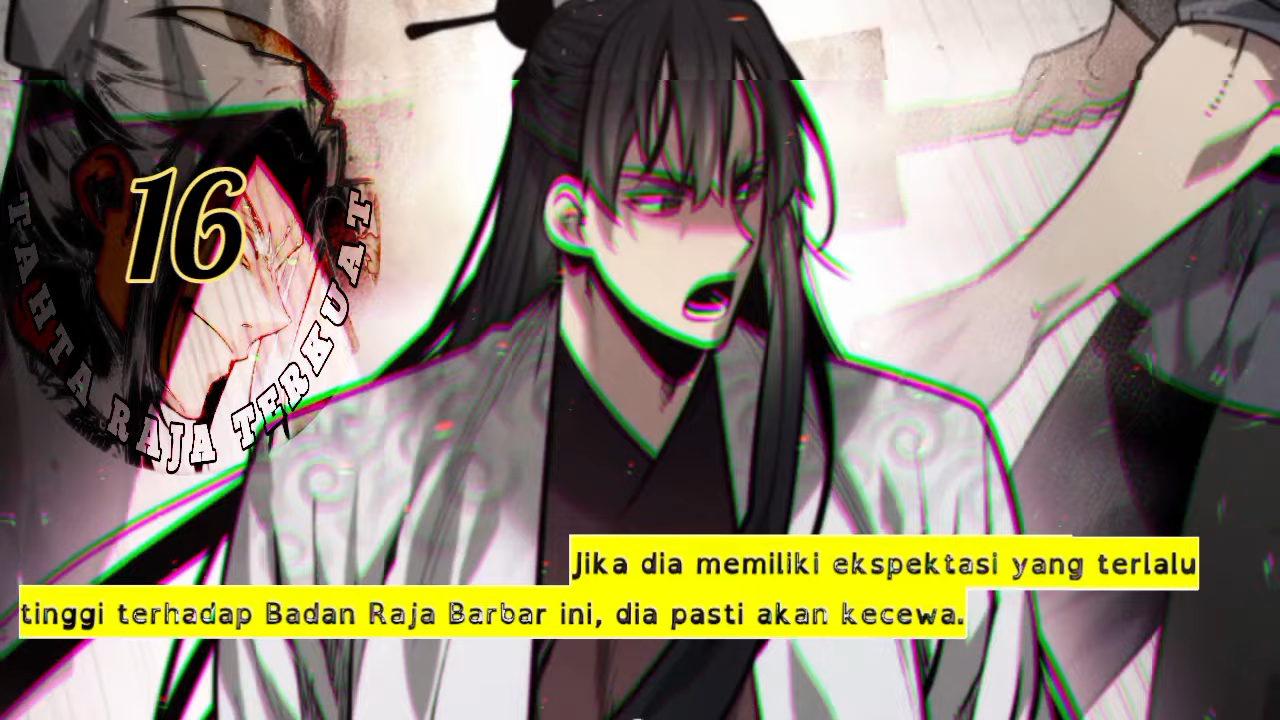 16
TAHTA RAJA TERKUAT
Jika dia memiliki ekspektasi yang terlalu
tinggi terhadap Badan Raja Barbar ini, dia pasti akan kecewa.